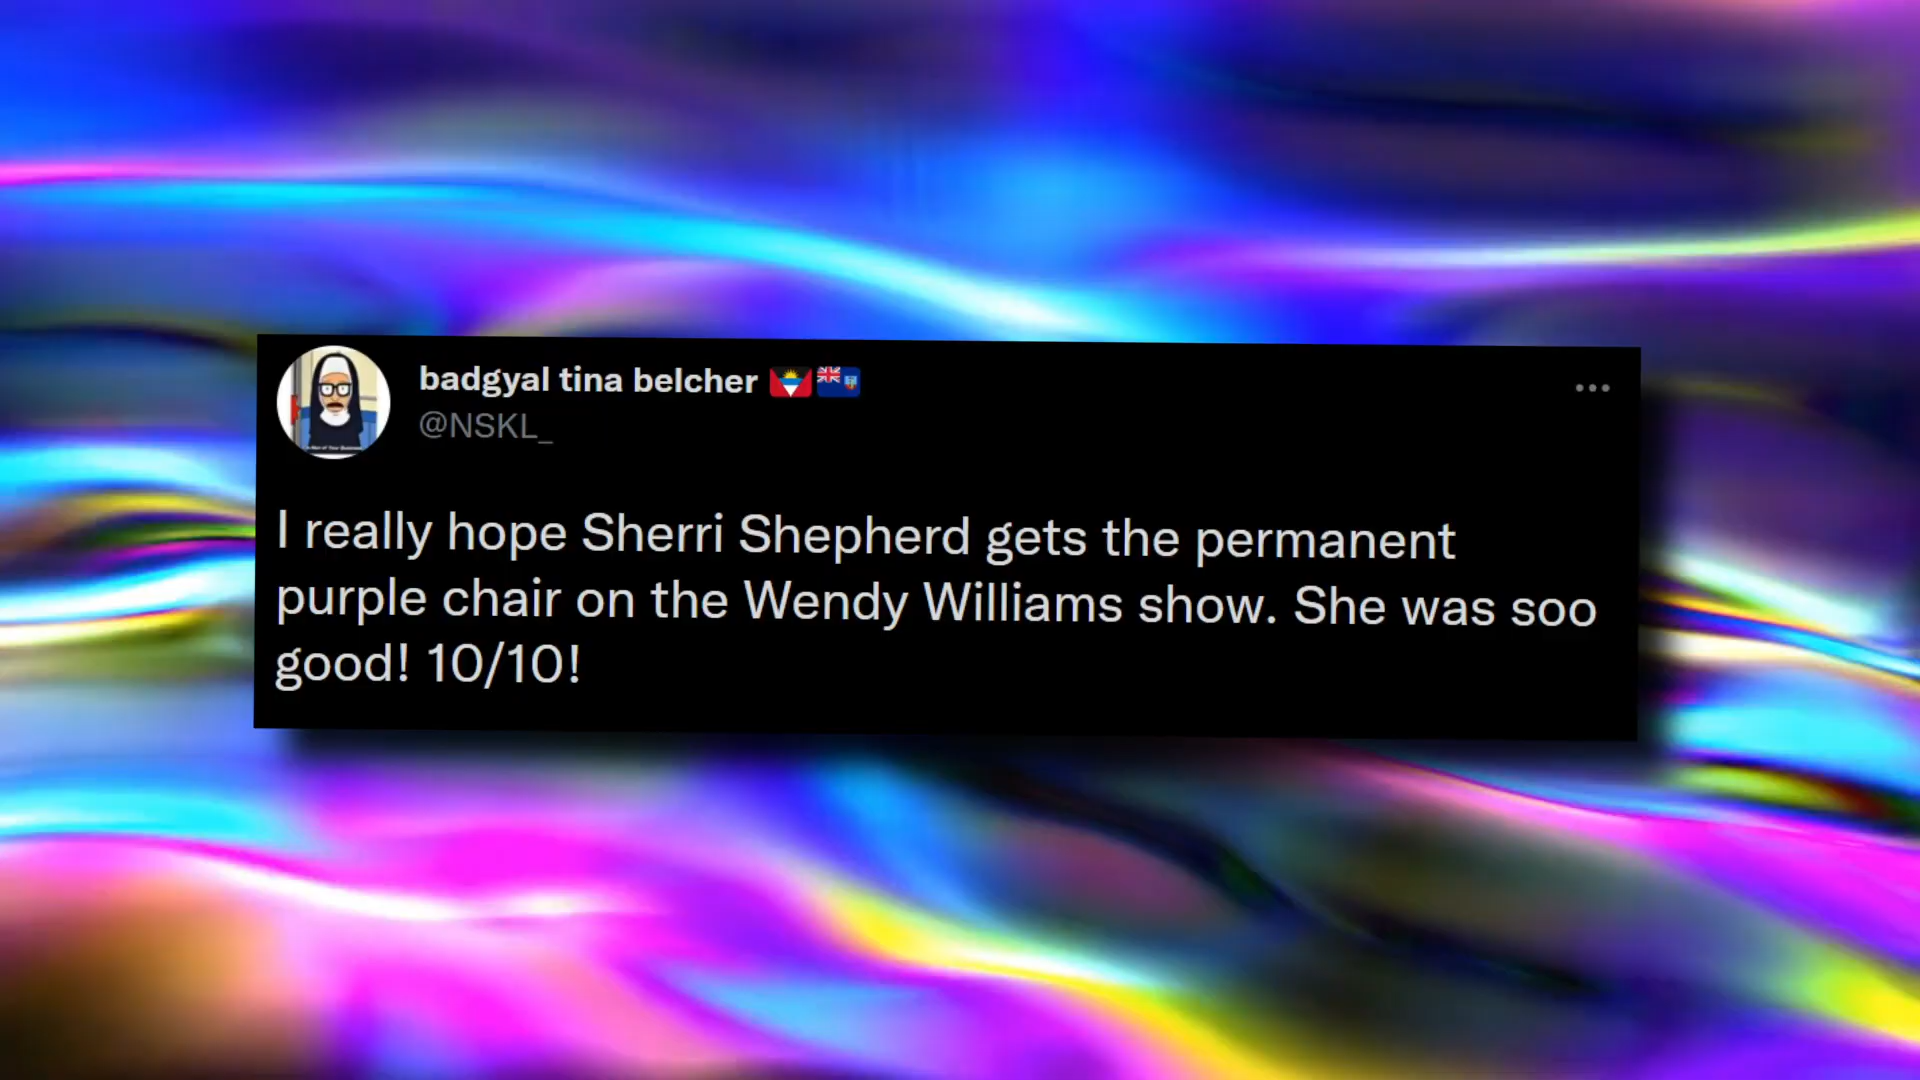 badgyal tina belcher 🇦🇬🇲🇸
@NSKL_
I really hope Sherri Shepherd gets the permanent
purple chair on the Wendy Williams show. She was soo
good! 10/10!